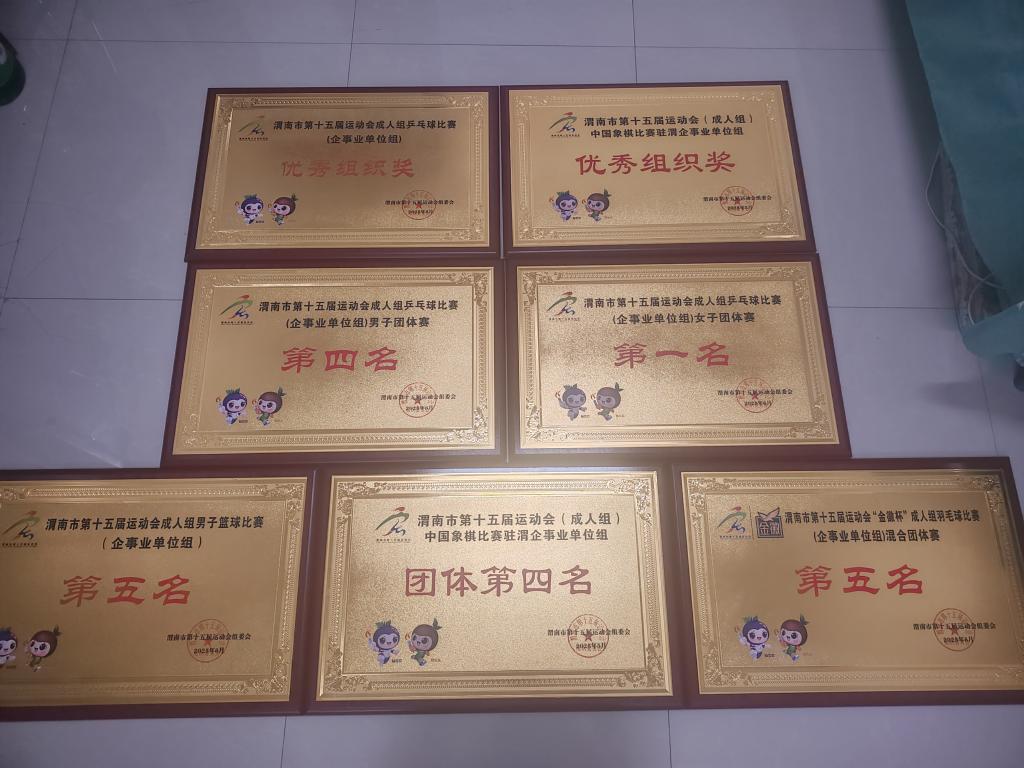 渭南市第十五届运动会成人组乒乓球比赛
(企事业单位组)
优秀组织奖
渭南市第十五届运动会组委会
渭南市第十五届运动会（成人组）
中国象棋比赛驻渭企事业单位组
优秀组织奖
渭南市第十五届运动会组委会
渭南市第十五届运动会成人组乒乓球比赛
(企事业单位组)男子团体赛
第四名
渭南市第十五届运动会组委会
渭南市第十五届运动会成人组乒乓球比赛
(企事业单位组)女子团体赛
第一名
渭南市第十五届运动会组委会
渭南市第十五届运动会成人组男子篮球比赛
（企事业单位组）
第五名
渭南市第十五届运动会组委会
渭南市第十五届运动会（成人组）
中国象棋比赛驻渭企事业单位组
团体第四名
渭南市第十五届运动会组委会
金徽
渭南市第十五届运动会“金徽杯”成人组羽毛球比赛
(企事业单位组)混合团体赛
第五名
渭南市第十五届运动会组委会